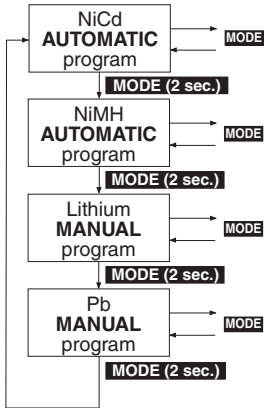 NiCd
AUTOMATIC
program
MODE
MODE (2 sec.)
NiMH
AUTOMATIC
program
MODE
MODE (2 sec.)
Lithium
MANUAL
program
MODE
MODE (2 sec.)
Pb
MANUAL
program
MODE
MODE (2 sec.)